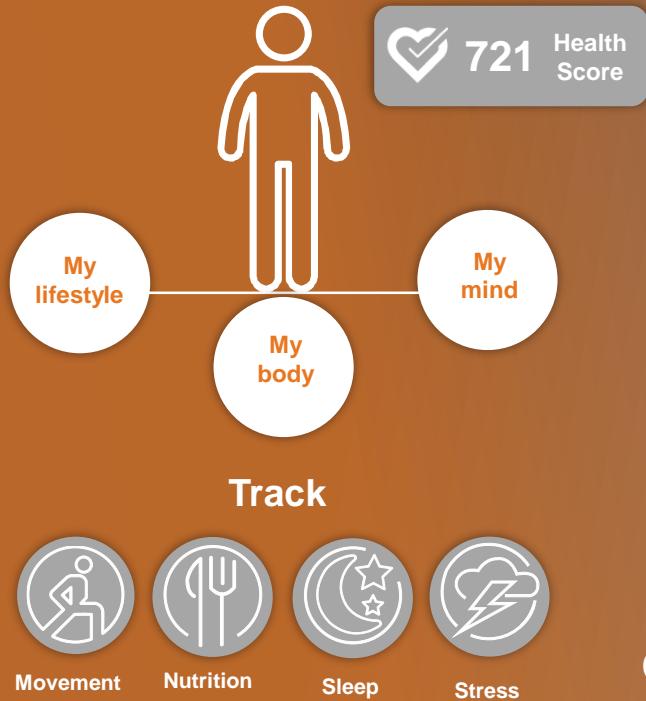 721
Health
Score
My
lifestyle
My
mind
My
body
Track
Movement
Nutrition
Sleep
Stress